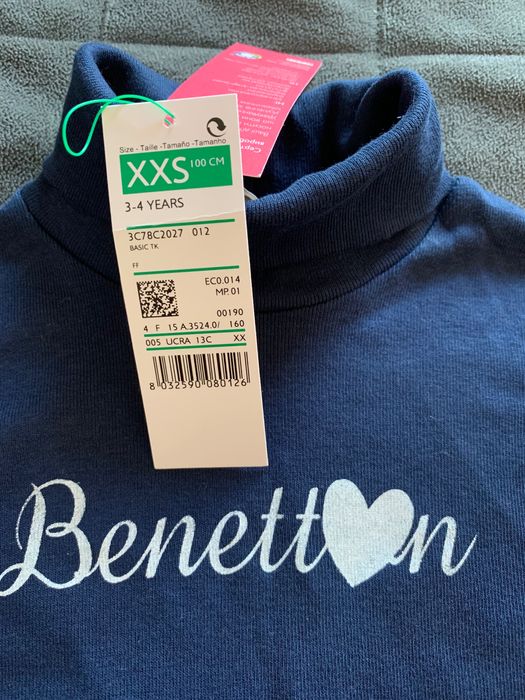 Size - Taille -Tamaño -Tamanho
XXS 100 CM
3-4 YEARS
3C78C2027 012
BASIC TK
FF
EC0.014
MP. 01
00190
4 F 15 A.3524.0/ 160
005 UCRA 13C XX
8 032590 080126
Benetton